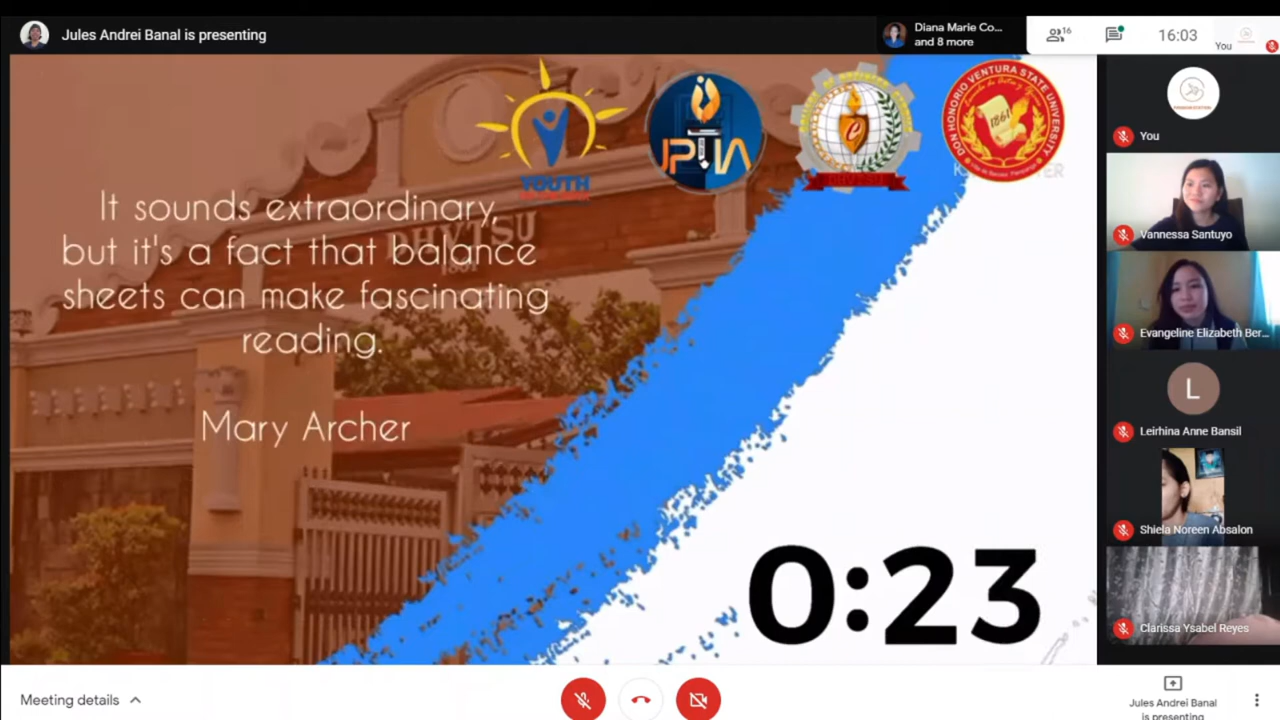 Jules Andrei Banal is presenting
Diana Marie Co...
and 8 more
16
16:03
You
It sounds extraordinary,
but it's a fact that balance
sheets can make fascinating
reading.
Mary Archer
YOUTH
JPIA
DHVTSU
1861
DON HONORIO VENTURA STATE UNIVERSITY
1861
0:23
You
Vannessa Santuyo
Evangeline Elizabeth Ber...
L
Leirhina Anne Bansil
Shiela Noreen Absalon
Clarissa Ysabel Reyes
Meeting details
Jules Andrei Banal
is presenting